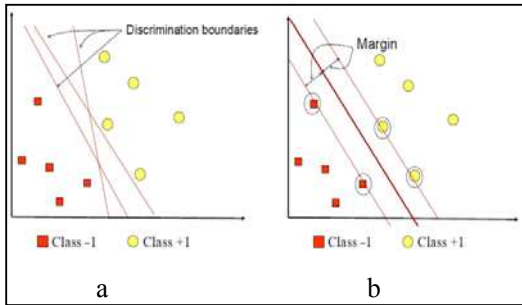 Discrimination boundaries
Class -1 Class +1
a
Margin
Class -1 Class +1
b